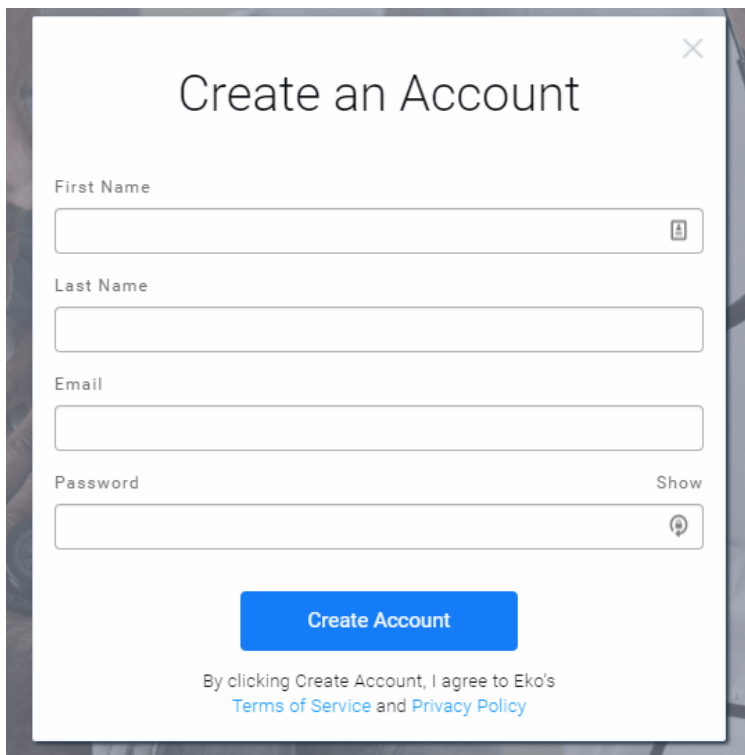 Create an Account
First Name
Last Name
Email
Password Show
Create Account
By clicking Create Account, I agree to Eko's
Terms of Service and Privacy Policy